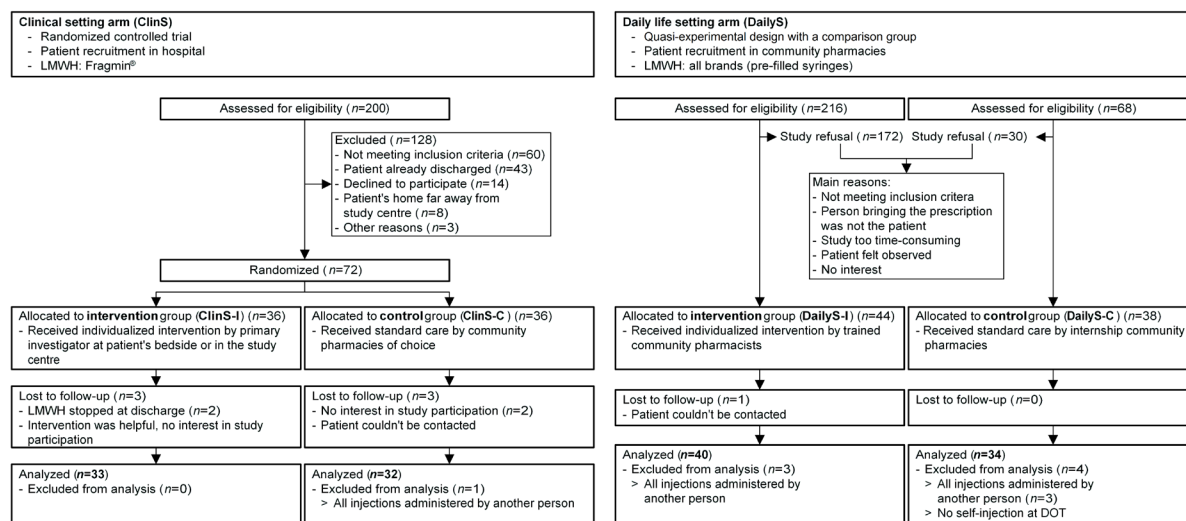 Clinical setting arm (ClinS)
- Randomized controlled trial
- Patient recruitment in hospital
- LMWH: Fragmin®
Assessed for eligibility (n=200)
Excluded (n=128)
- Not meeting inclusion criteria (n=60)
- Patient already discharged (n=43)
- Declined to participate (n=14)
- Patient's home far away from
study centre (n=8)
- Other reasons (n=3)
Randomized (n=72)
Allocated to intervention group (ClinS-I) (n=36)
- Received individualized intervention by primary
investigator at patient's bedside or in the study
centre
Allocated to control group (ClinS-C) (n=36)
- Received standard care by community
pharmacies of choice
Lost to follow-up (n=3)
- LMWH stopped at discharge (n=2)
- Intervention was helpful, no interest in study
participation
Lost to follow-up (n=3)
- No interest in study participation (n=2)
- Patient couldn't be contacted
Analyzed (n=33)
- Excluded from analysis (n=0)
Analyzed (n=32)
- Excluded from analysis (n=1)
> All injections administered by another person
Daily life setting arm (DailyS)
- Quasi-experimental design with a comparison group
- Patient recruitment in community pharmacies
- LMWH: all brands (pre-filled syringes)
Assessed for eligibility (n=216)
Assessed for eligibility (n=68)
Study refusal (n=172)
Study refusal (n=30)
Main reasons:
- Not meeting inclusion critera
- Person bringing the prescription
was not the patient
- Study too time-consuming
- Patient felt observed
- No interest
Allocated to intervention group (DailyS-I) (n=44)
- Received individualized intervention by trained
community pharmacists
Allocated to control group (DailyS-C) (n=38)
- Received standard care by internship community
pharmacies
Lost to follow-up (n=1)
- Patient couldn't be contacted
Lost to follow-up (n=0)
Analyzed (n=40)
- Excluded from analysis (n=3)
> All injections administered by
another person
Analyzed (n=34)
- Excluded from analysis (n=4)
> All injections administered by
another person (n=3)
> No self-injection at DOT